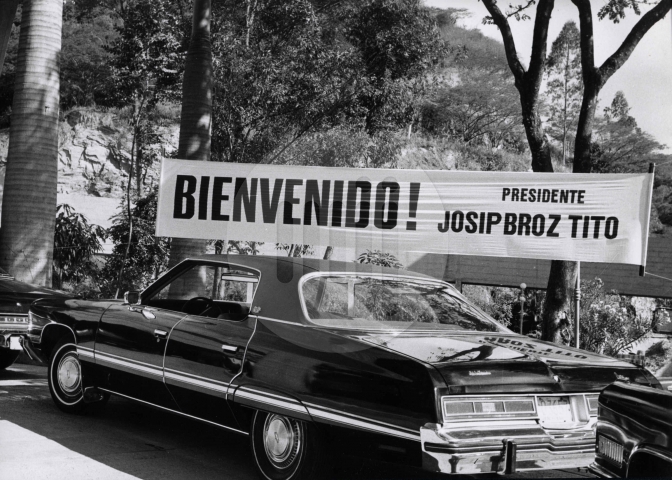 BIENVENIDO!
PRESIDENTE
JOSIP BROZ TITO